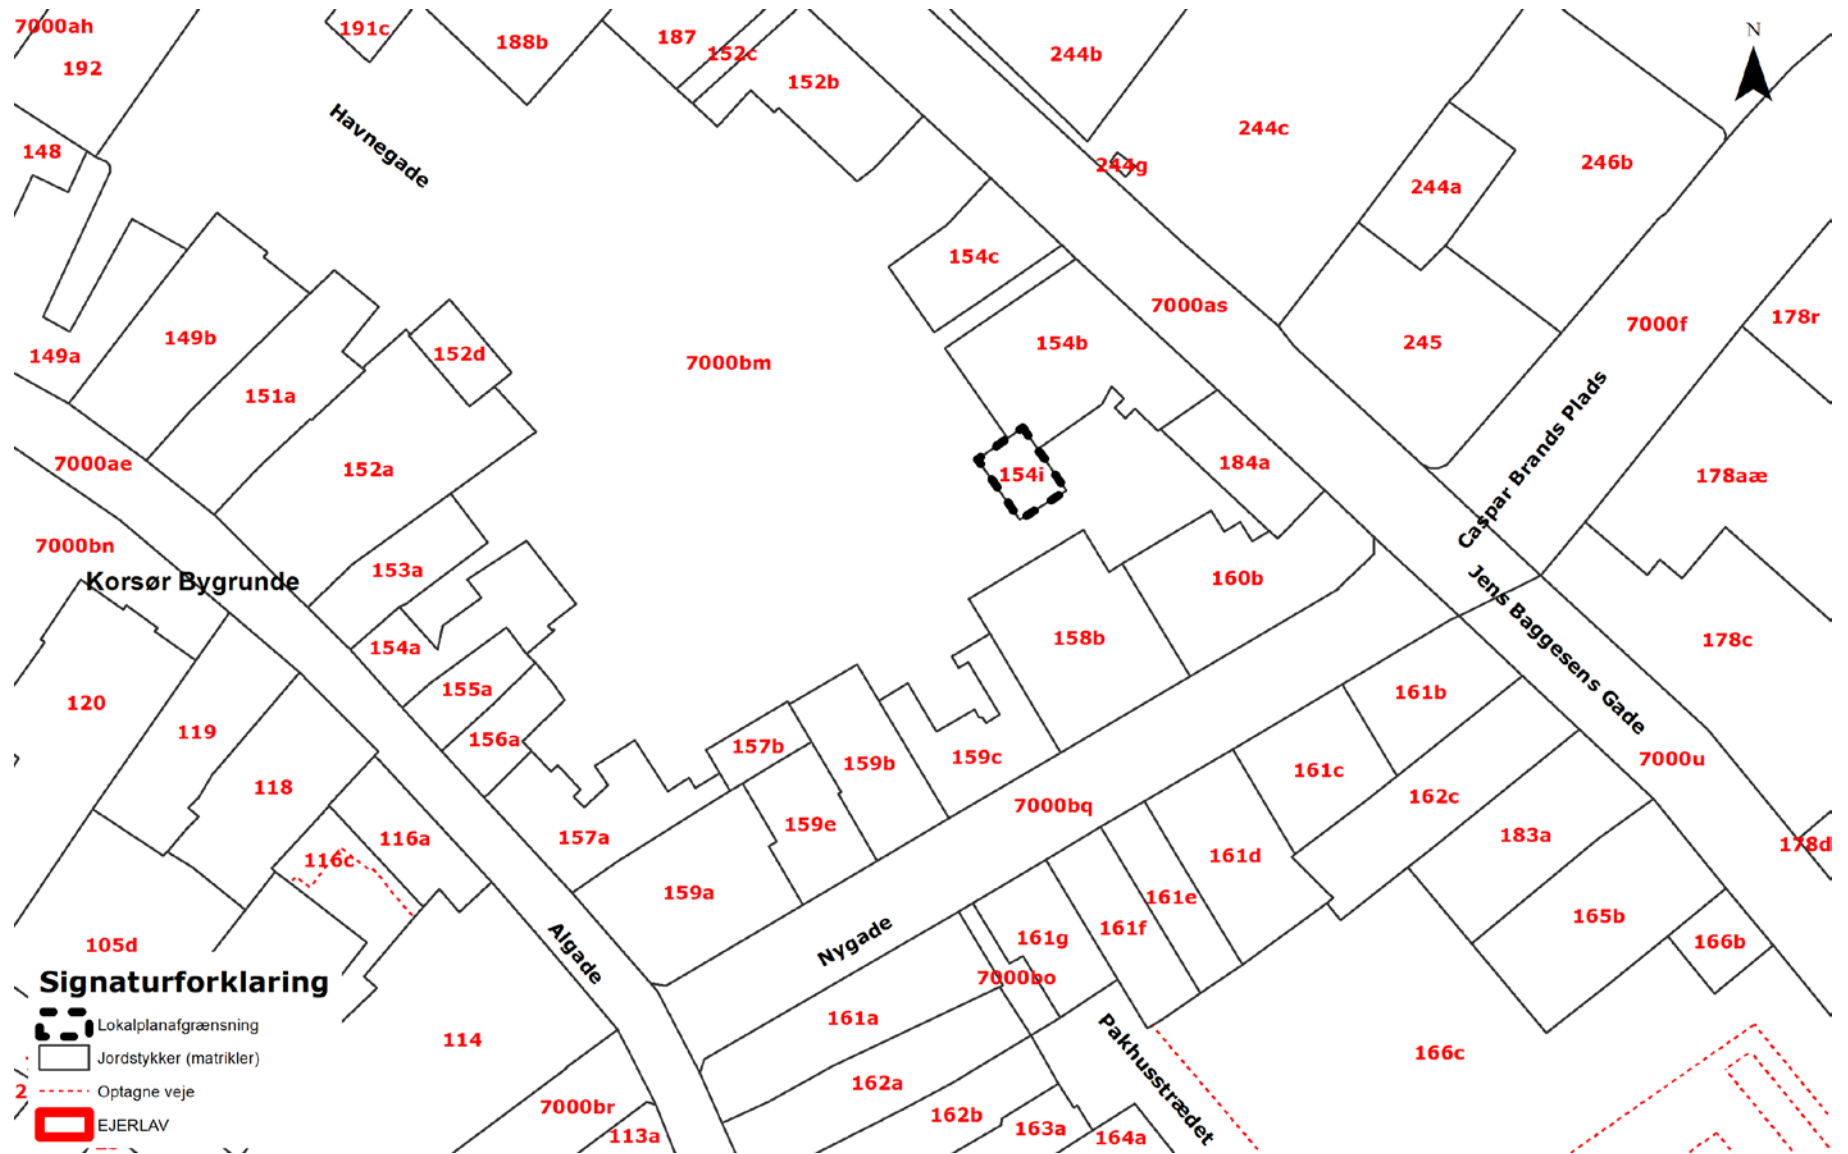 7000ah
191c
188b
187
152c
152b
244b
N
192
Havnegade
148
244c
244g
246b
244a
154c
7000as
7000f
178r
149b
149a
152d
7000bm
154b
245
151a
Caspar Brands Plads
7000ae
152a
154i
184a
178aæ
7000bn
Korsør Bygrunde
153a
160b
154a
158b
Jens Baggesens Gade
178c
155a
156a
161b
120
119
157b
159b
159c
161c
7000u
118
7000bq
162c
116a
157a
159e
161d
183a
178d
116c
159a
161e
161f
165b
105d
Algade
Nygade
161g
166b
7000bo
Signaturforklaring
Lokalplanafgrænsning
Jordstykker (matrikler)
Optagne veje
EJERLAV
114
161a
Pakhusstrædet
166c
162a
7000br
162b
113a
163a
164a